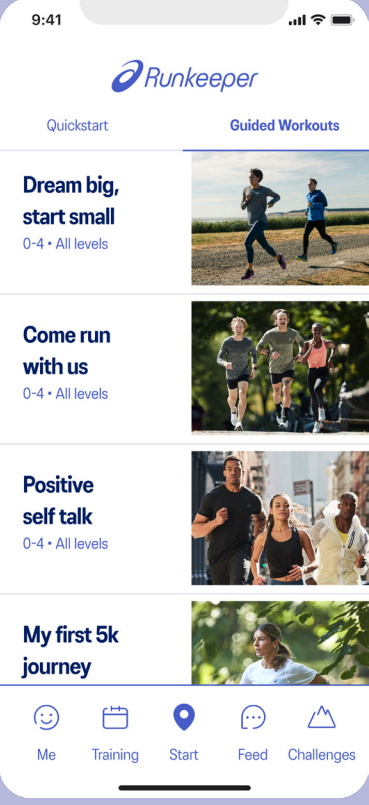 9:41
Runkeeper
Quickstart Guided Workouts
Dream big,
start small
0-4 • All levels
Come run
with us
0-4 • All levels
Positive
self talk
0-4 • All levels
My first 5k
journey
Me Training Start Feed Challenges